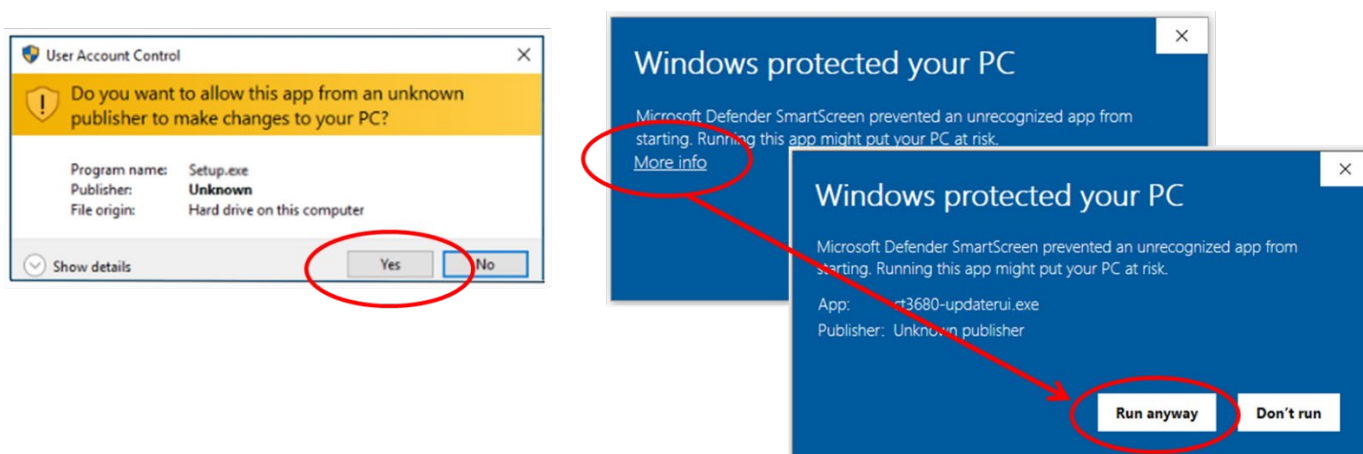 User Account Control
Do you want to allow this app from an unknown
publisher to make changes to your PC?
Program name: Setup.exe
Publisher: Unknown
File origin: Hard drive on this computer
Show details
Yes
No
Windows protected your PC
Microsoft Defender SmartScreen prevented an unrecognized app from
starting. Running this app might put your PC at risk.
More info
Windows protected your PC
Microsoft Defender SmartScreen prevented an unrecognized app from
starting. Running this app might put your PC at risk.
App: rt3680-updaterui.exe
Publisher: Unknown publisher
Run anyway
Don't run